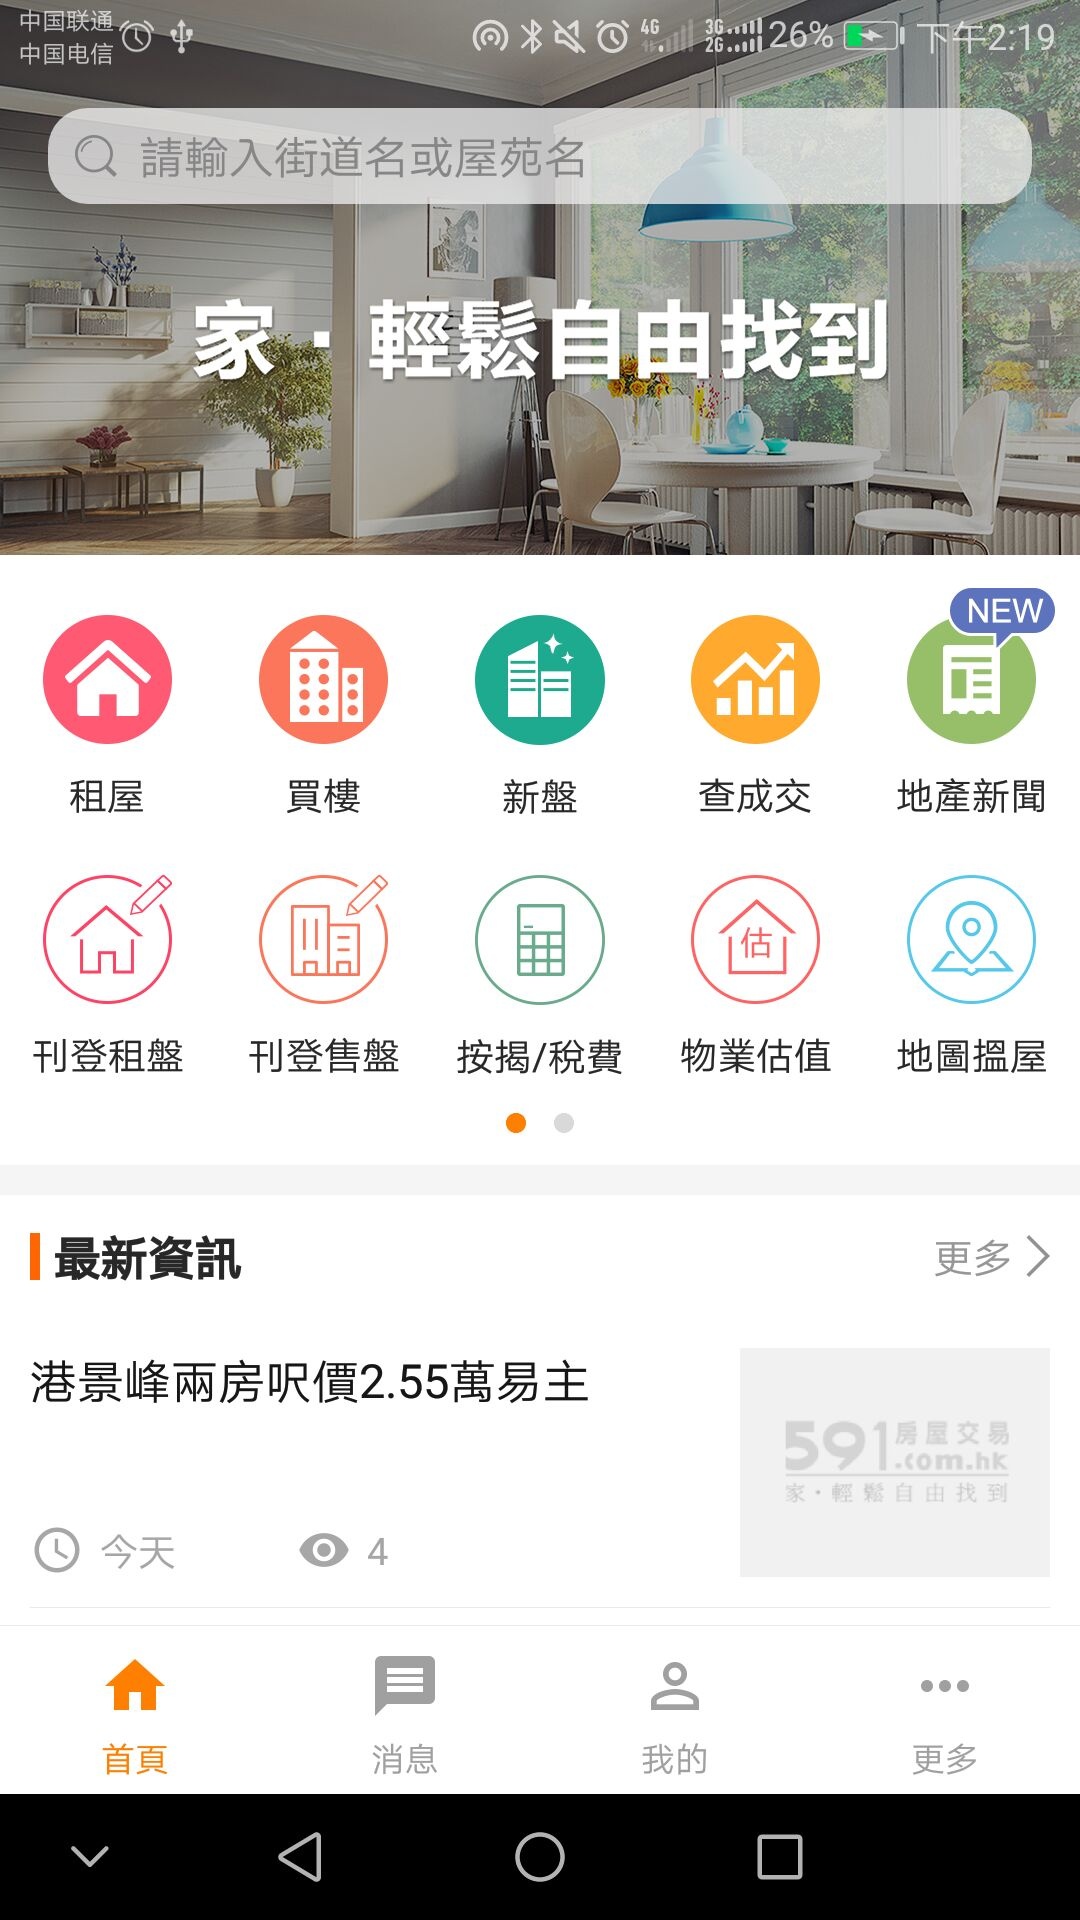 中国联通
中国电信
4G
3G
2G
26%
下午2:19
請輸入街道名或屋苑名
家·輕鬆自由找到
NEW
租屋
買樓
新盤
查成交
地產新聞
估
刊登租盤
刊登售盤
按揭/稅費
物業估值
地圖搵屋
最新資訊
更多
港景峰兩房呎價2.55萬易主
591房屋交易
.com.hk
家·輕鬆自由找到
今天
4
首頁
消息
我的
更多